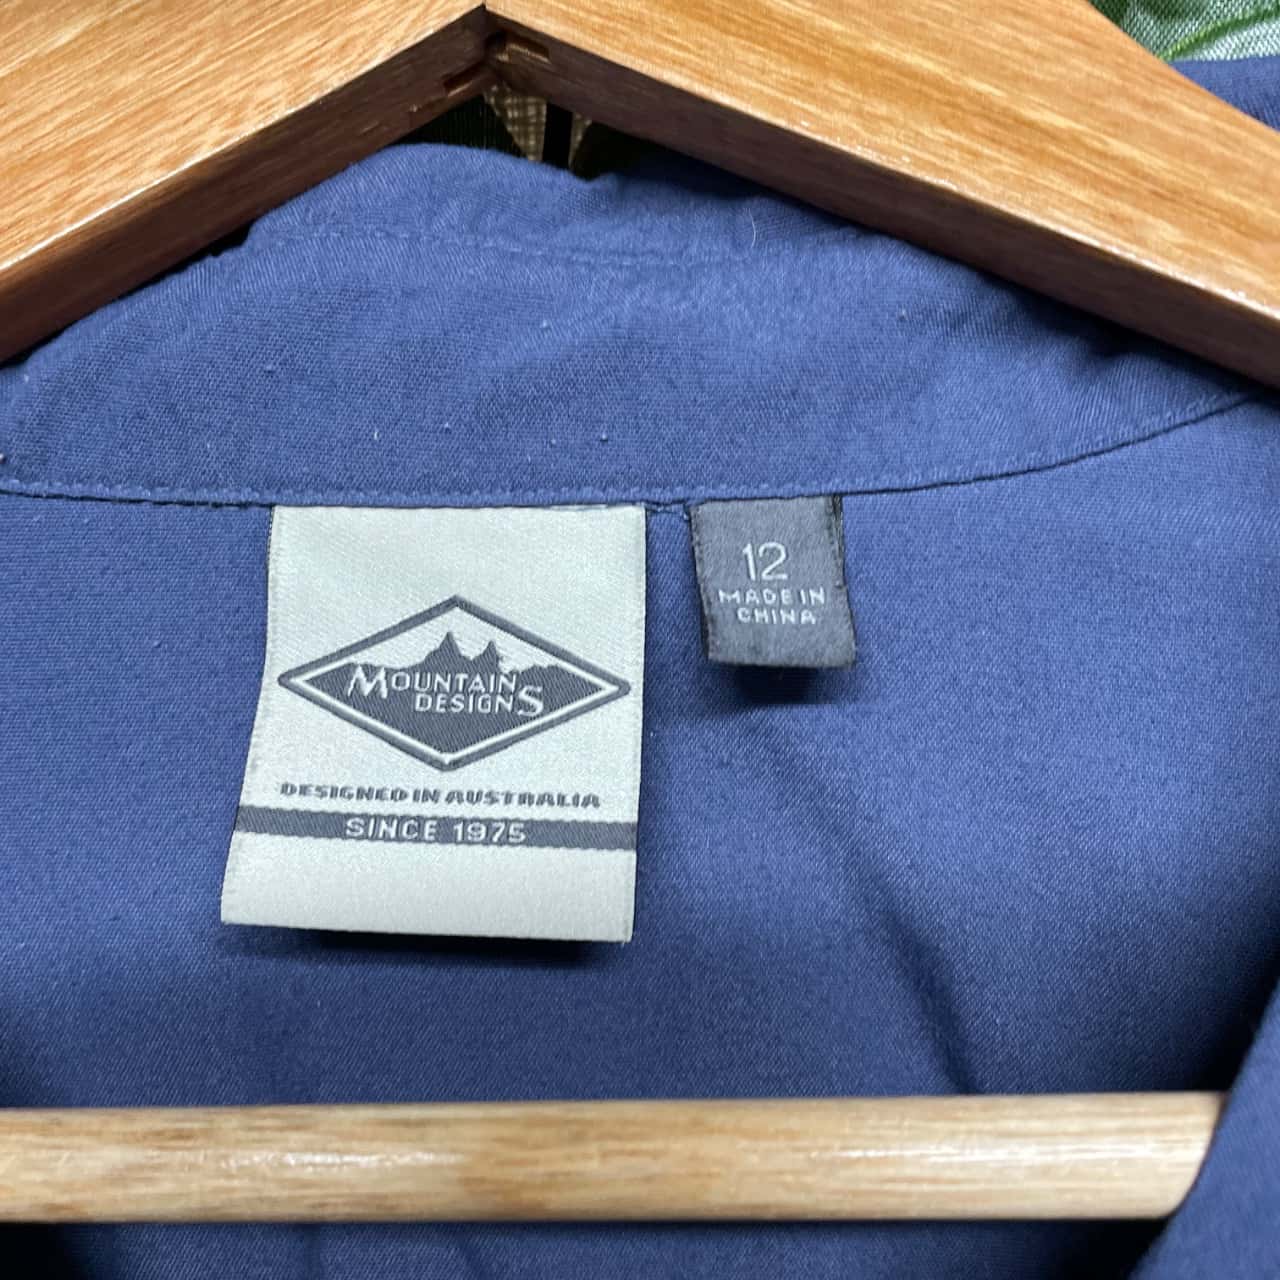 MOUNTAIN
DESIGNS
DESIGNED IN AUSTRALIA
SINCE 1975
12
MADE IN
CHINA